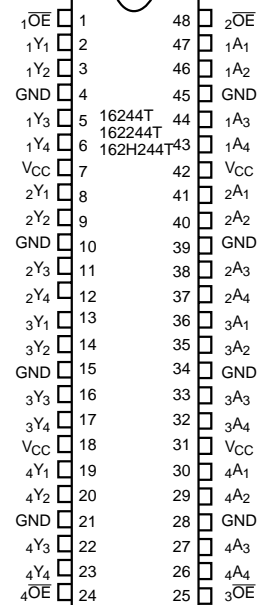 1OE 1 48 2OE
1Y1 2 47 1A1
1Y2 3 46 1A2
GND 4 45 GND
1Y3 5 16244T 44 1A3
162244T
1Y4 6 162H244T 43 1A4
VCC 7 42 VCC
2Y1 8 41 2A1
2Y2 9 40 2A2
GND 10 39 GND
2Y3 11 38 2A3
2Y4 12 37 2A4
3Y1 13 36 3A1
3Y2 14 35 3A2
GND 15 34 GND
3Y3 16 33 3A3
3Y4 17 32 3A4
VCC 18 31 VCC
4Y1 19 30 4A1
4Y2 20 29 4A2
GND 21 28 GND
4Y3 22 27 4A3
4Y4 23 26 4A4
4OE 24 25 3OE